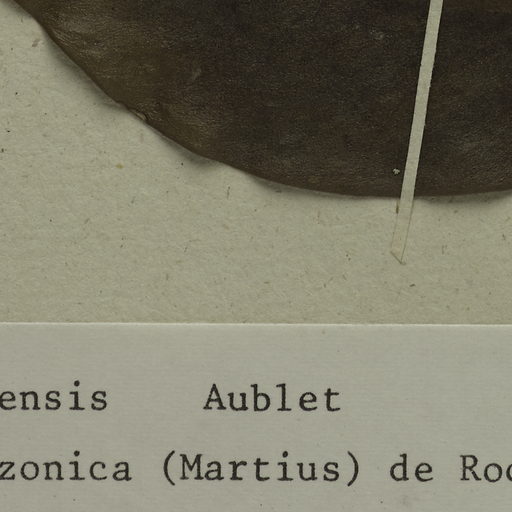 ensis Aublet
zonica (Martius) de Roo